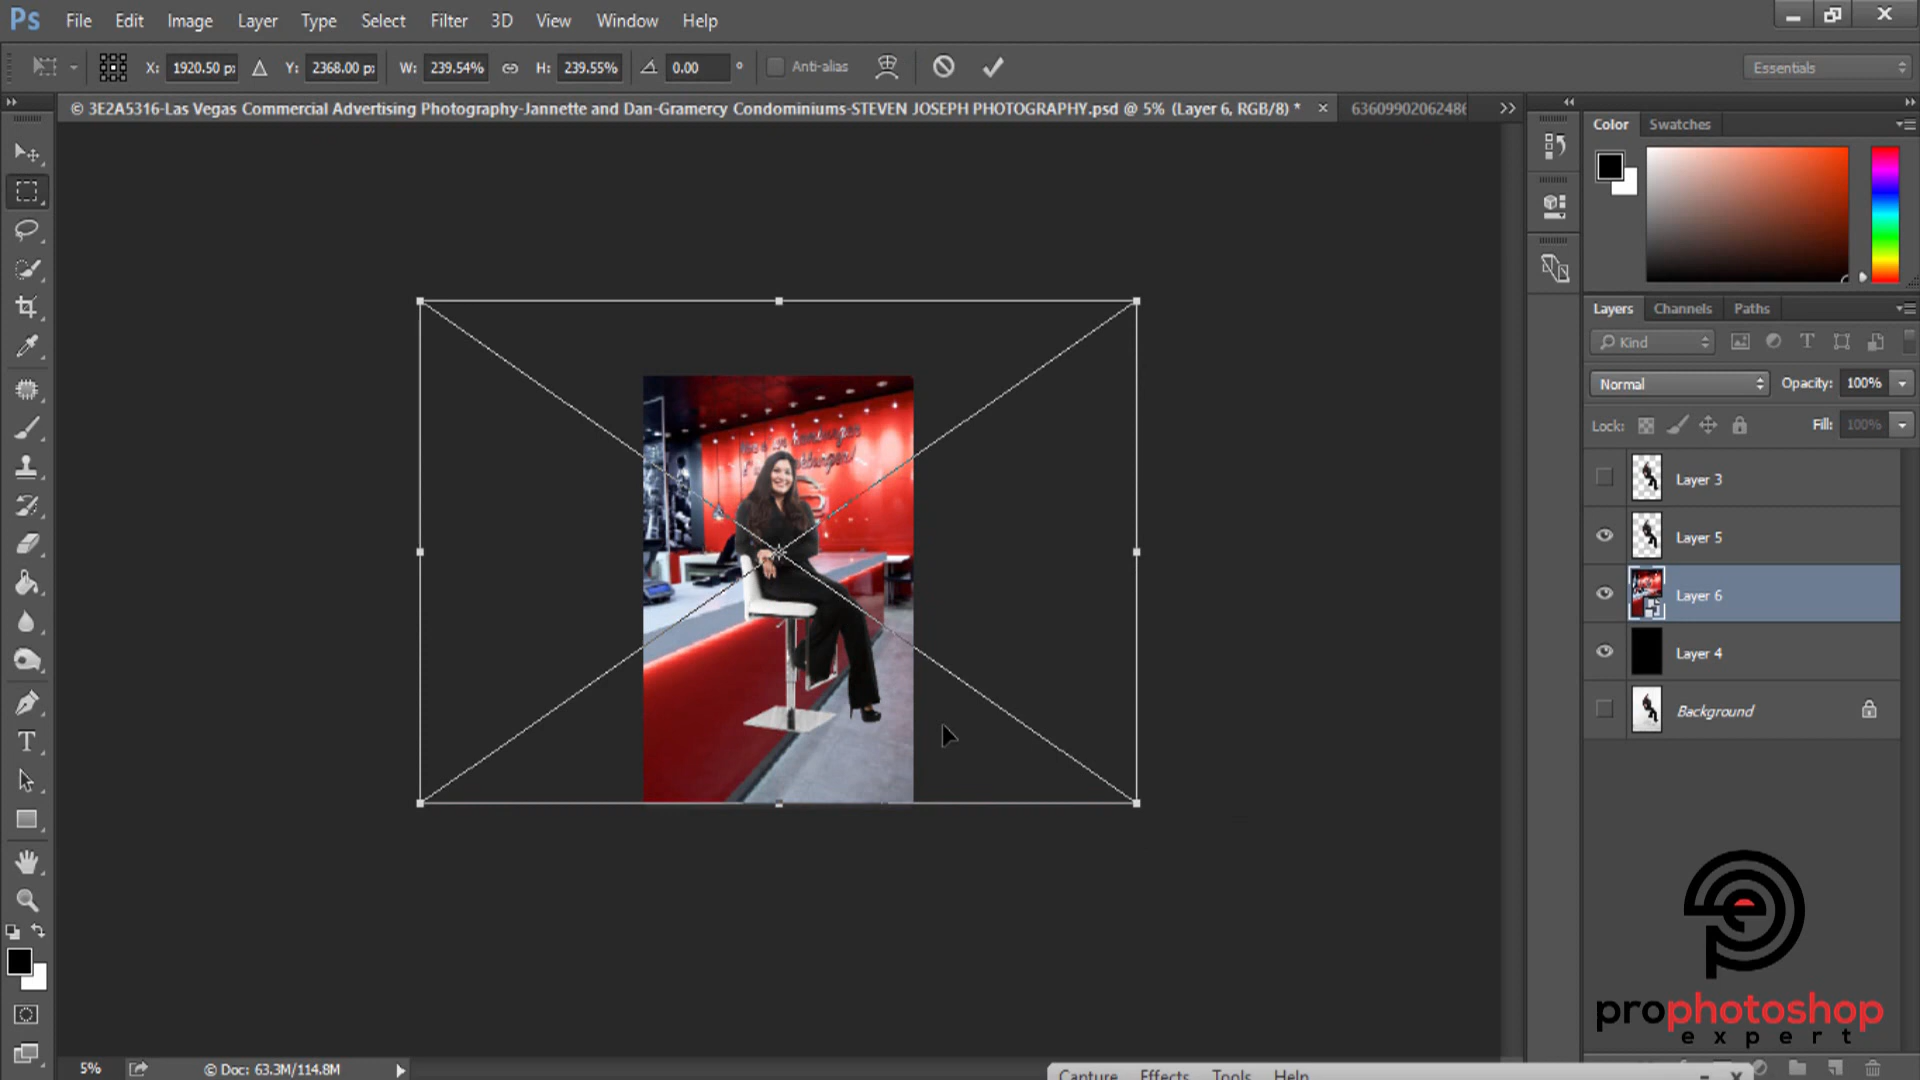 Ps File Edit Image Layer Type Select Filter 3D View Window Help
X: 1920.50 p: Y: 2368.00 p: W: 239.54% H: 239.55% 0.00 ° Anti-alias Essentials
© 3E2A5316-Las Vegas Commercial Advertising Photography-Jannette and Dan-Gramercy Condominiums-STEVEN JOSEPH PHOTOGRAPHY.psd @ 5% (Layer 6, RGB/8) * × 63609902062486 >>
Color Swatches
Layers Channels Paths
Kind
Normal Opacity: 100%
Lock: Fill: 100%
Layer 3
Layer 5
Layer 6
Layer 4
Background
prophotoshop
expert
5% © Doc: 63.3M/114.8M
Capture Effects Tools Help